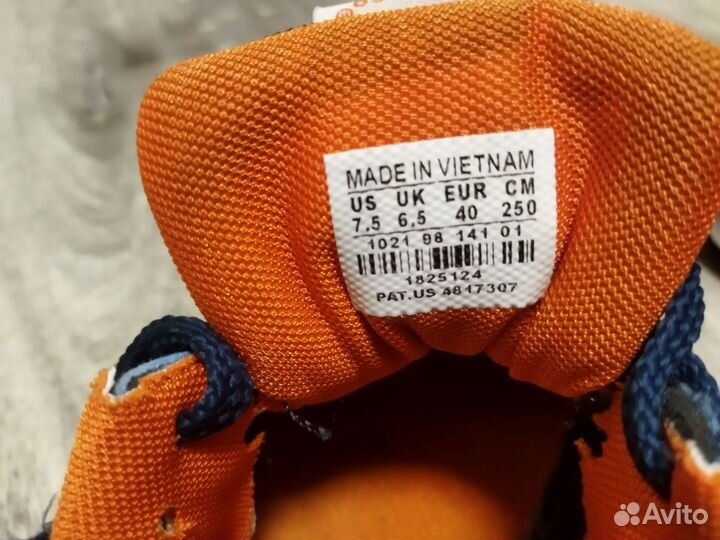 MADE IN VIETNAM
US UK EUR CM
7.5 6.5 40 250
1021 98 141 01
1825124
PAT.US 4817307
Avito